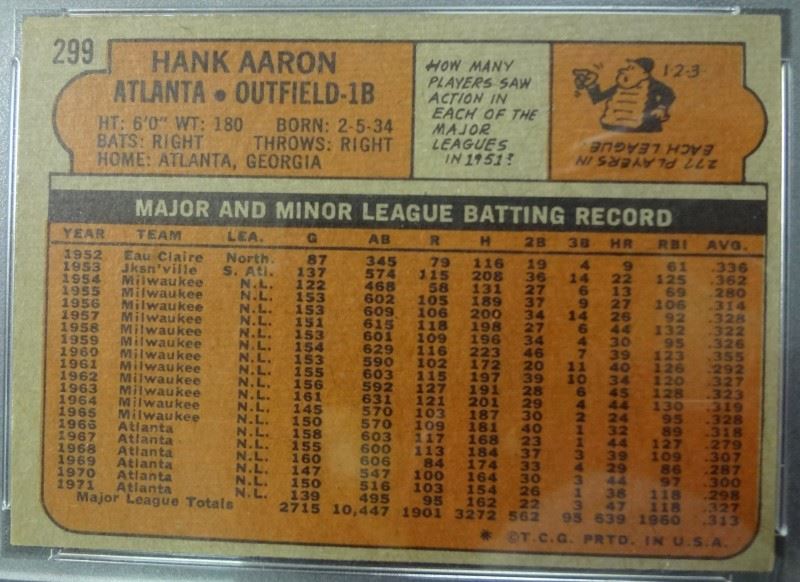 299
HANK AARON
ATLANTA • OUTFIELD-1B
HT: 6'0" WT: 180 BORN: 2-5-34
BATS: RIGHT THROWS: RIGHT
HOME: ATLANTA, GEORGIA
HOW MANY
PLAYERS SAW
ACTION IN
EACH OF THE
MAJOR
LEAGUES
IN 1951?
1-2-3
277 PLAYERS IN
EACH LEAGUE.
MAJOR AND MINOR LEAGUE BATTING RECORD
YEAR TEAM LEA. G AB R H 2B 3B HR RBI AVG.
1952 Eau Claire North. 87 345 79 116 19 4 9 61 .336
1953 Jksn'ville S. Atl. 137 574 115 208 36 14 22 125 .362
1954 Milwaukee N.L. 122 468 58 131 27 6 13 69 .280
1955 Milwaukee N.L. 153 602 105 189 37 9 27 106 .314
1956 Milwaukee N.L. 153 609 106 200 34 14 26 92 .328
1957 Milwaukee N.L. 151 615 118 198 27 6 44 132 .322
1958 Milwaukee N.L. 153 601 109 196 34 4 30 95 .326
1959 Milwaukee N.L. 154 629 116 223 46 7 39 123 .355
1960 Milwaukee N.L. 153 590 102 172 20 11 40 126 .292
1961 Milwaukee N.L. 155 603 115 197 39 10 34 120 .327
1962 Milwaukee N.L. 156 592 127 191 28 6 45 128 .323
1963 Milwaukee N.L. 161 631 121 201 29 4 44 130 .319
1964 Milwaukee N.L. 145 570 103 187 30 2 24 95 .328
1965 Milwaukee N.L. 150 570 109 181 40 1 32 89 .318
1966 Atlanta N.L. 158 603 117 168 23 1 44 127 .279
1967 Atlanta N.L. 155 600 113 184 37 3 39 109 .307
1968 Atlanta N.L. 160 606 84 174 33 4 29 86 .287
1969 Atlanta N.L. 147 547 100 164 30 3 44 97 .300
1970 Atlanta N.L. 150 516 103 154 26 1 38 118 .298
1971 Atlanta N.L. 139 495 95 162 22 3 47 118 .327
Major League Totals 2715 10,447 1901 3272 562 95 639 1960 .313
* ©T.C.G. PRTD. IN U.S.A.